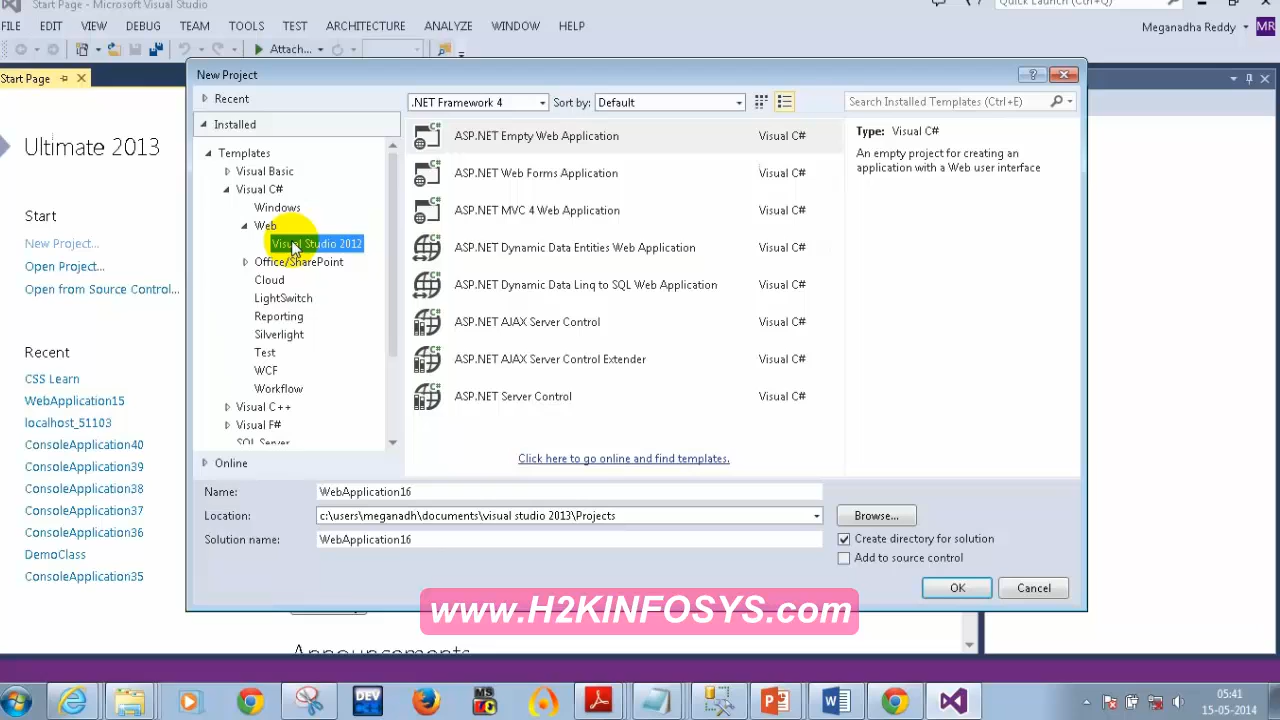 Start Page - Microsoft Visual Studio
Quick Launch (Ctrl+Q)
FILE EDIT VIEW DEBUG TEAM TOOLS TEST ARCHITECTURE ANALYZE WINDOW HELP
Meganadha Reddy MR
Attach...
Start Page
New Project
Recent
.NET Framework 4 Sort by: Default
Search Installed Templates (Ctrl+E)
Installed
Templates
Visual Basic
Visual C#
Windows
Web
Visual Studio 2012
Office/SharePoint
Cloud
LightSwitch
Reporting
Silverlight
Test
WCF
Workflow
Visual C++
Visual F#
SQL Server
Online
ASP.NET Empty Web Application Visual C#
ASP.NET Web Forms Application Visual C#
ASP.NET MVC 4 Web Application Visual C#
ASP.NET Dynamic Data Entities Web Application Visual C#
ASP.NET Dynamic Data Linq to SQL Web Application Visual C#
ASP.NET AJAX Server Control Visual C#
ASP.NET AJAX Server Control Extender Visual C#
ASP.NET Server Control Visual C#
Click here to go online and find templates.
Type: Visual C#
An empty project for creating an
application with a Web user interface
Name: WebApplication16
Location: c:\users\meganadh\documents\visual studio 2013\Projects
Browse...
Solution name: WebApplication16
Create directory for solution
Add to source control
OK Cancel
Ultimate 2013
Start
New Project...
Open Project...
Open from Source Control...
Recent
CSS Learn
WebApplication15
localhost_51103
ConsoleApplication40
ConsoleApplication39
ConsoleApplication38
ConsoleApplication37
ConsoleApplication36
DemoClass
ConsoleApplication35
www.H2KINFOSYS.com
Announcements
DEV
MS
05:41
15-05-2014